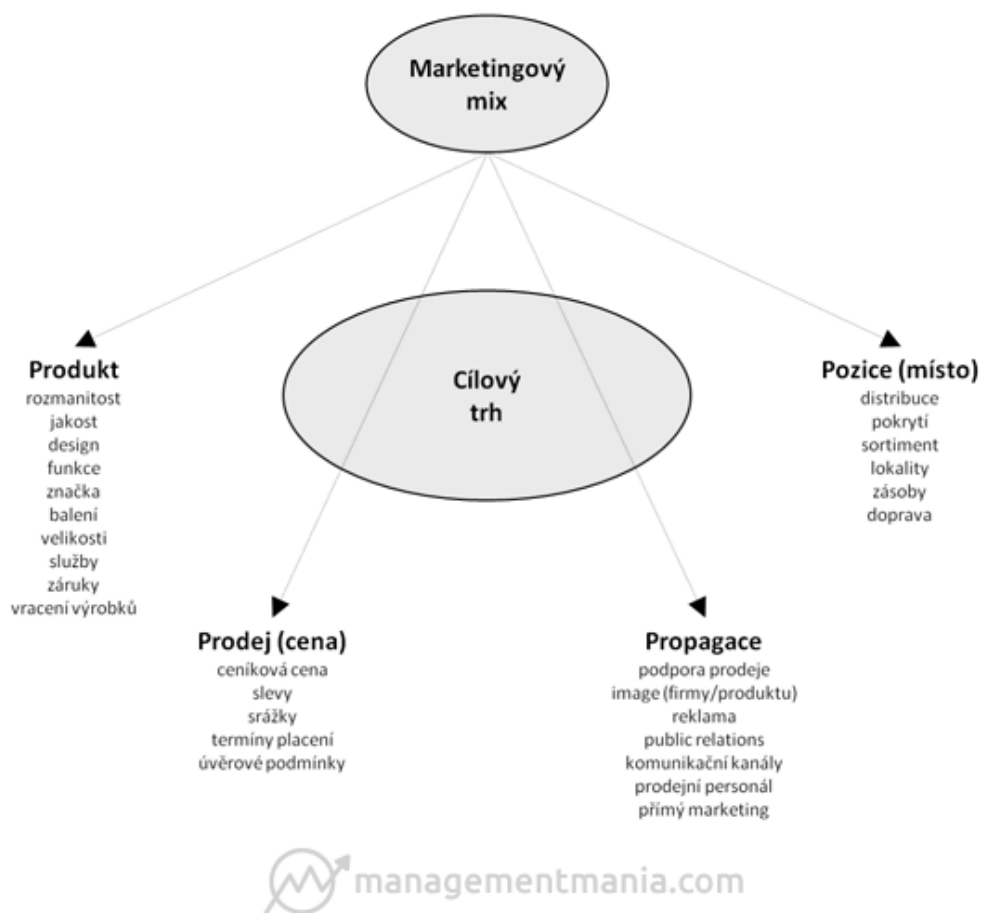 Marketingový
mix
Cílový
trh
Produkt
rozmanitost
jakost
design
funkce
značka
balení
velikosti
služby
záruky
vracení výrobků
Prodej (cena)
ceníková cena
slevy
srážky
termíny placení
úvěrové podmínky
Propagace
podpora prodeje
image (firmy/produktu)
reklama
public relations
komunikační kanály
prodejní personál
přímý marketing
Pozice (místo)
distribuce
pokrytí
sortiment
lokality
zásoby
doprava
managementmania.com